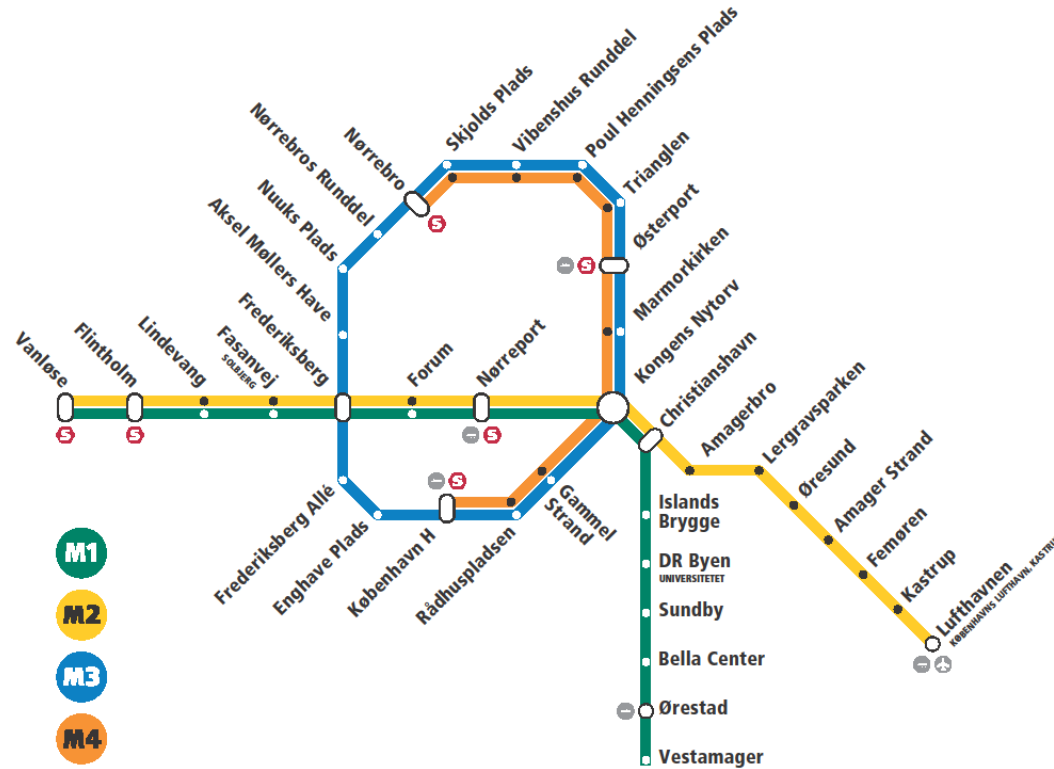 Skjolds Plads
Vibenshus Runddel
Poul Henningsens Plads
Trianglen
Østerport
Marmorkirken
Kongens Nytorv
Nørrebro
Nørrebros Runddel
Nuuks Plads
Aksel Møllers Have
Frederiksberg
Fasanvej
SOLBJERG
Lindevang
Flintholm
Vanløse
Forum
Nørreport
Christianshavn
Amagerbro
Lergravsparken
Øresund
Amager Strand
Femøren
Kastrup
Lufthavnen
KØBENHAVNS LUFTHAVN, KASTRUP
S
S
S
S
S
S
Frederiksberg Allé
Enghave Plads
København H
Rådhuspladsen
Gammel
Strand
Islands
Brygge
DR Byen
UNIVERSITETET
Sundby
Bella Center
Ørestad
Vestamager
M1
M2
M3
M4